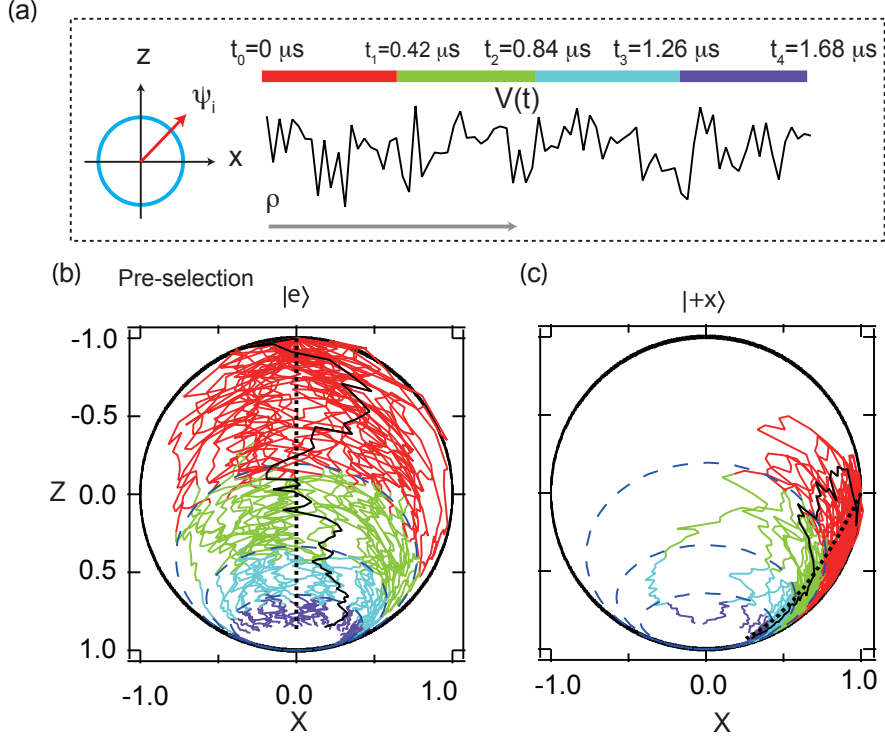 (a)
t0=0 μs t1=0.42 μs t2=0.84 μs t3=1.26 μs t4=1.68 μs
z
ψi
V(t)
x
ρ
(b) Pre-selection
|e⟩
(c)
|+x⟩
-1.0
-0.5
Z 0.0
0.5
1.0
-1.0 0.0 1.0
X
-1.0 0.0 1.0
X